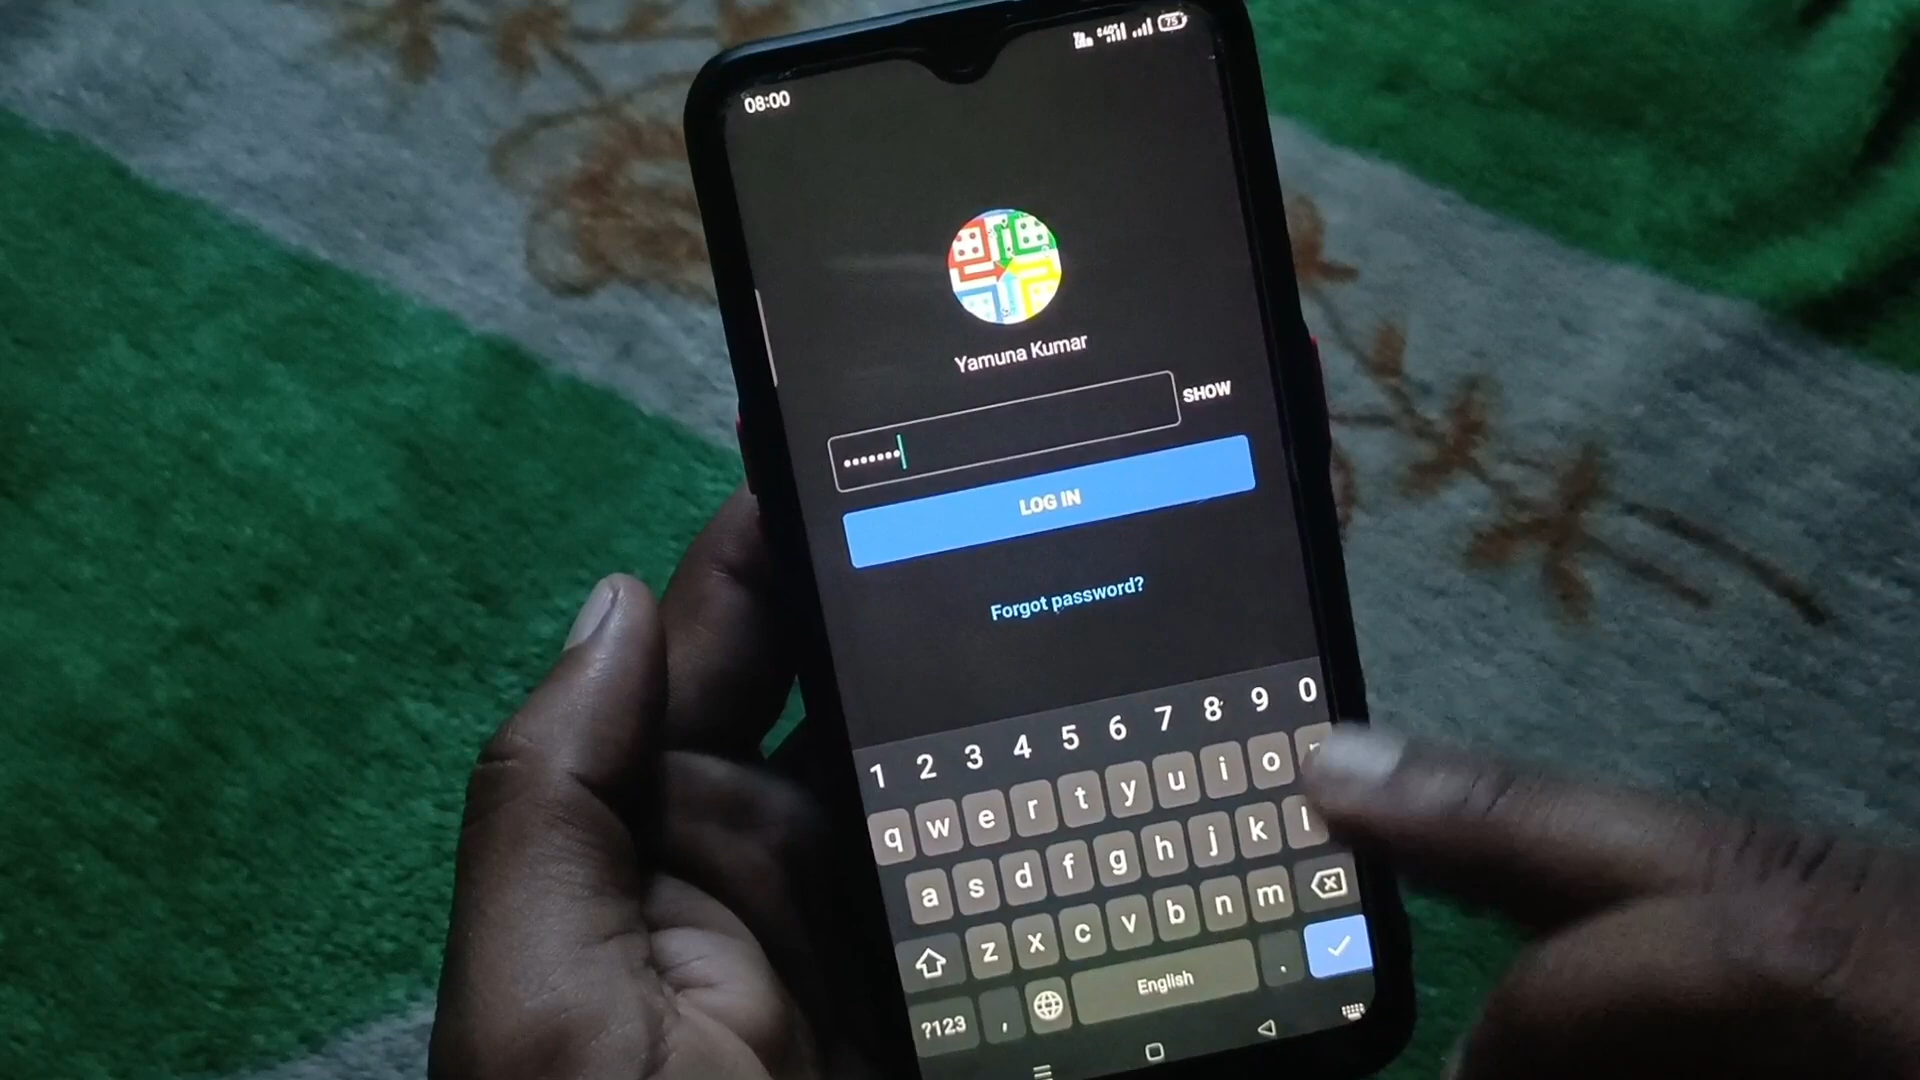 08:00
75
Yamuna Kumar
•••••••
SHOW
LOG IN
Forgot password?
1 2 3 4 5 6 7 8 9 0
q w e r t y u i o
a s d f g h j k l
z x c v b n m
?123 , English .